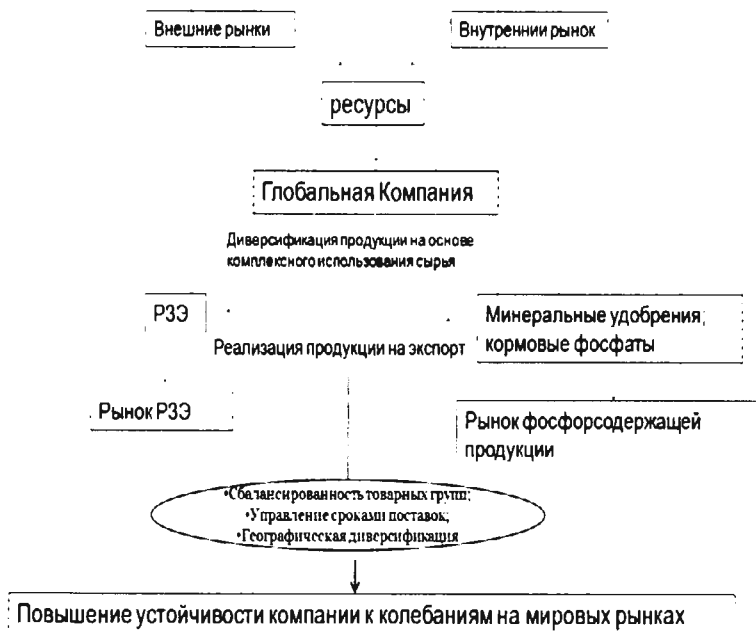 Внешние рынки
Внутреннии рынок
ресурсы
Глобальная Компания
Диверсификация продукции на основе
комплексного использования сырья
РЗЭ
Минеральные удобрения;
кормовые фосфаты
Реализация продукции на экспорт
Рынок РЗЭ
Рынок фосфорсодержащей
продукции
•Сбалансированность товарных групп;
•Управление сроками поставок;
•Географическая диверсификация
Повышение устойчивости компании к колебаниям на мировых рынках